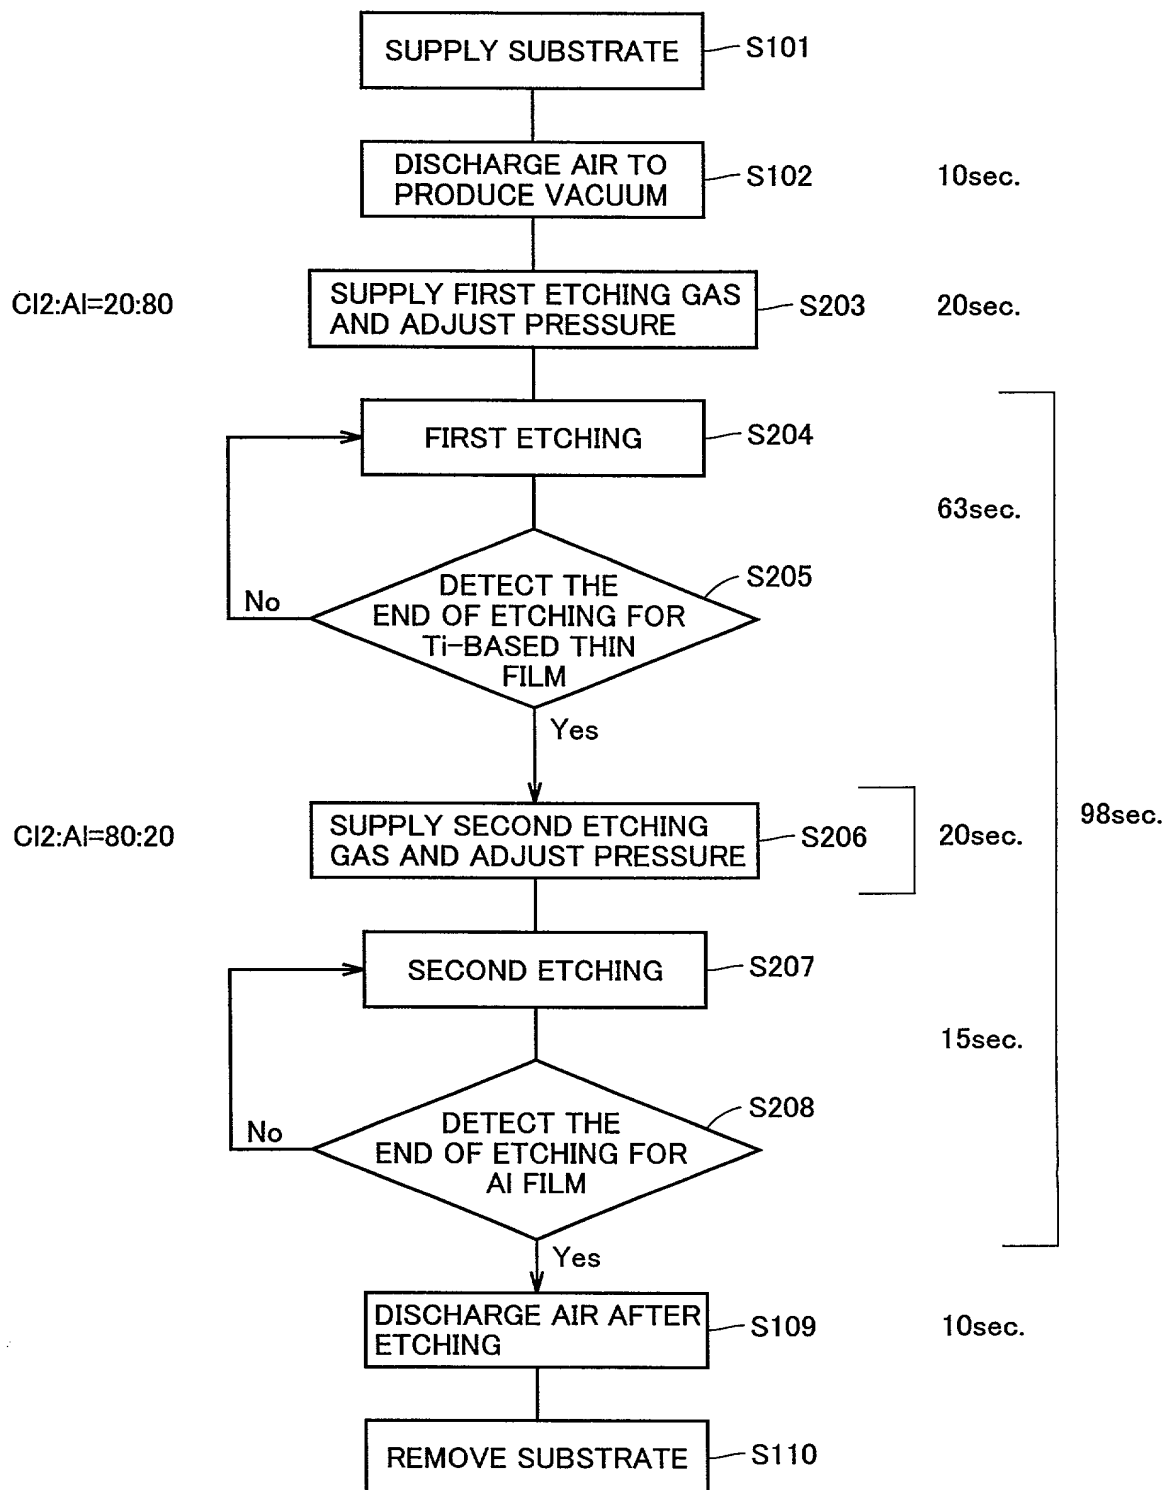 SUPPLY SUBSTRATE
S101
DISCHARGE AIR TO
PRODUCE VACUUM
S102
10sec.
Cl2:Al=20:80
SUPPLY FIRST ETCHING GAS
AND ADJUST PRESSURE
S203
20sec.
FIRST ETCHING
S204
63sec.
DETECT THE
END OF ETCHING FOR
Ti-BASED THIN
FILM
S205
No
Yes
Cl2:Al=80:20
SUPPLY SECOND ETCHING
GAS AND ADJUST PRESSURE
S206
20sec.
98sec.
SECOND ETCHING
S207
15sec.
DETECT THE
END OF ETCHING FOR
Al FILM
S208
No
Yes
DISCHARGE AIR AFTER
ETCHING
S109
10sec.
REMOVE SUBSTRATE
S110